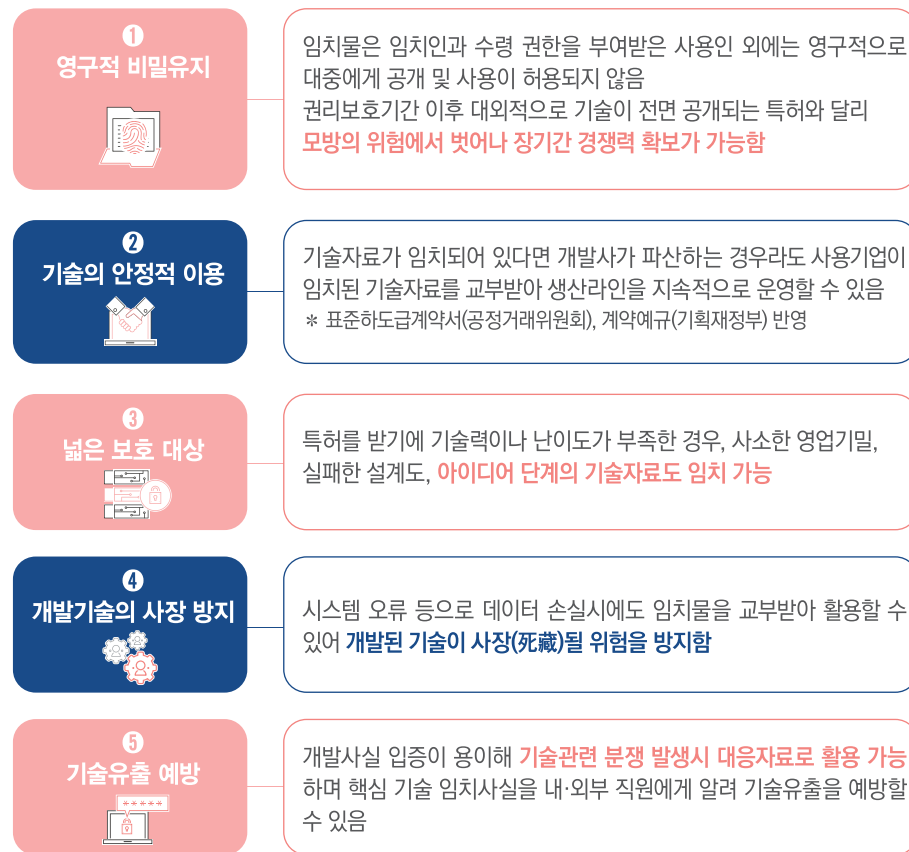 ❶
영구적 비밀유지
임치물은 임치인과 수령 권한을 부여받은 사용인 외에는 영구적으로
대중에게 공개 및 사용이 허용되지 않음
권리보호기간 이후 대외적으로 기술이 전면 공개되는 특허와 달리
모방의 위험에서 벗어나 장기간 경쟁력 확보가 가능함
❷
기술의 안정적 이용
기술자료가 임치되어 있다면 개발사가 파산하는 경우라도 사용기업이
임치된 기술자료를 교부받아 생산라인을 지속적으로 운영할 수 있음
* 표준하도급계약서(공정거래위원회), 계약예규(기획재정부) 반영
❸
넓은 보호 대상
특허를 받기에 기술력이나 난이도가 부족한 경우, 사소한 영업기밀,
실패한 설계도, 아이디어 단계의 기술자료도 임치 가능
❹
개발기술의 사장 방지
시스템 오류 등으로 데이터 손실시에도 임치물을 교부받아 활용할 수
있어 개발된 기술이 사장(死藏)될 위험을 방지함
❺
기술유출 예방
*****
개발사실 입증이 용이해 기술관련 분쟁 발생시 대응자료로 활용 가능
하며 핵심 기술 임치사실을 내·외부 직원에게 알려 기술유출을 예방할
수 있음